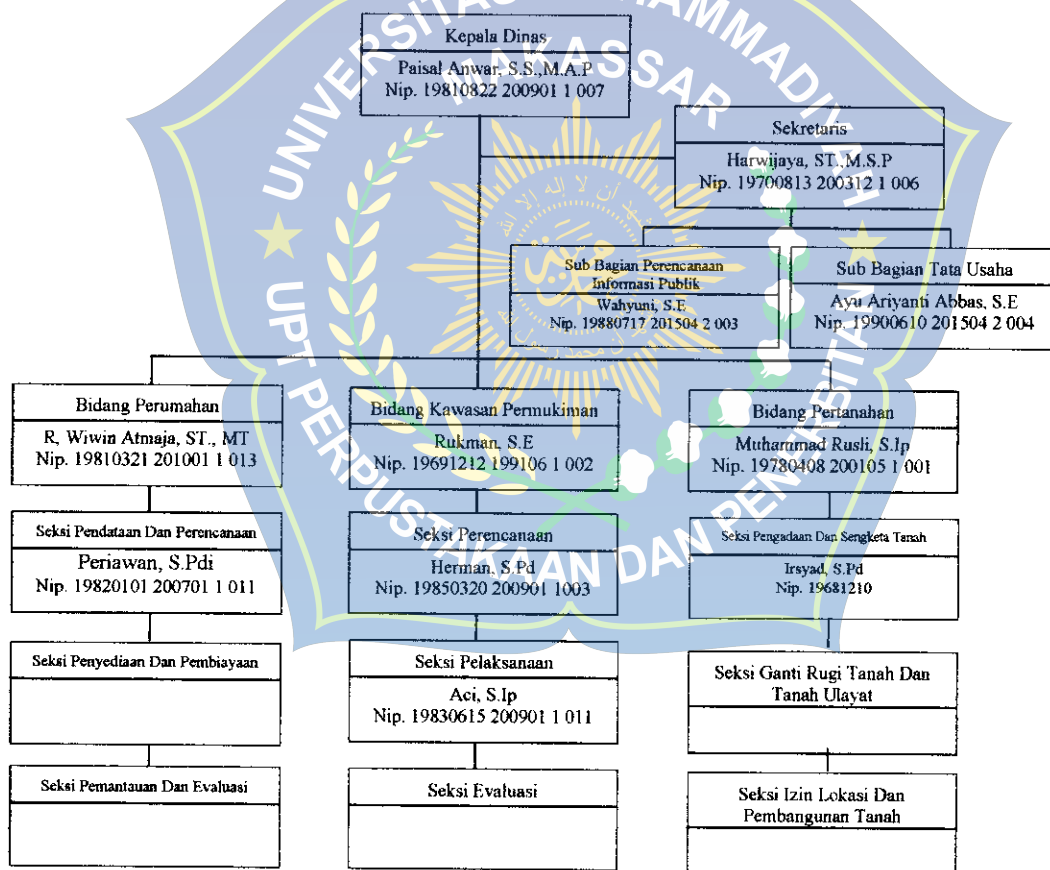 Kepala Dinas
Paisal Anwar, S.S.,M.A.P
Nip. 19810822 200901 1 007
Sekretaris
Harwijaya, ST.,M.S.P
Nip. 19700813 200312 1 006
Sub Bagian Perencanaan
Informasi Publik
Wahyuni, S.E
Nip. 19880717 201504 2 003
Sub Bagian Tata Usaha
Ayu Ariyanti Abbas, S.E
Nip. 19900610 201504 2 004
Bidang Perumahan
R, Wiwin Atmaja, ST., MT
Nip. 19810321 201001 1 013
Seksi Pendataan Dan Perencanaan
Periawan, S.Pdi
Nip. 19820101 200701 1 011
Seksi Penyediaan Dan Pembiayaan
Seksi Pemantauan Dan Evaluasi
Bidang Kawasan Permukiman
Rukman, S.E
Nip. 19691212 199106 1 002
Seksi Perencanaan
Herman, S.Pd
Nip. 19850320 200901 1003
Seksi Pelaksanaan
Aci, S.Ip
Nip. 19830615 200901 1 011
Seksi Evaluasi
Bidang Pertanahan
Muhammad Rusli, S.Ip
Nip. 19780408 200105 1 001
Seksi Pengadaan Dan Sengketa Tanah
Irsyad, S.Pd
Nip. 19681210
Seksi Ganti Rugi Tanah Dan
Tanah Ulayat
Seksi Izin Lokasi Dan
Pembangunan Tanah
UNIVERSITAS MUHAMMADIYAH
MAKASSAR
UPT PERPUSTAKAAN DAN PENERBITAN